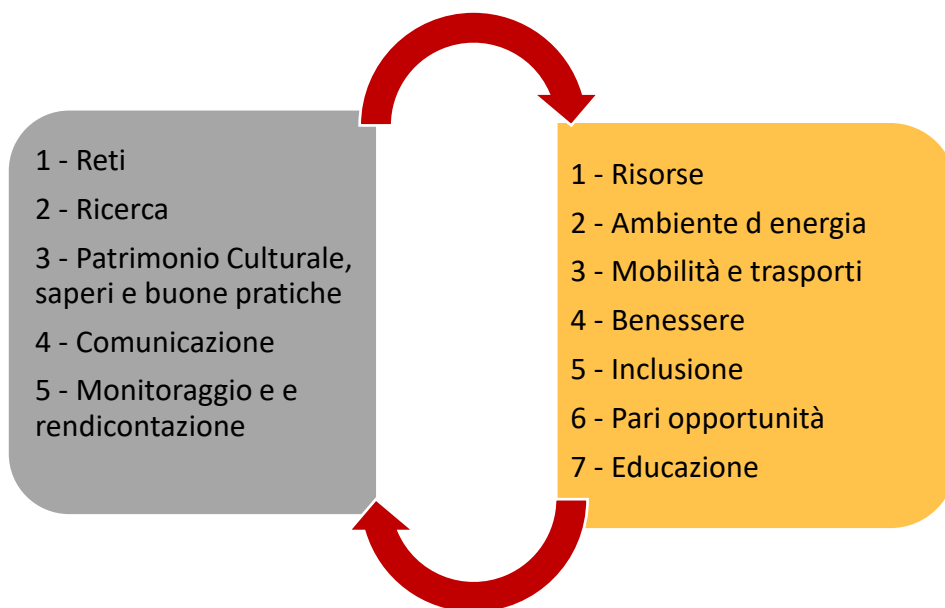 1 - Reti
2 - Ricerca
3 - Patrimonio Culturale,
saperi e buone pratiche
4 - Comunicazione
5 - Monitoraggio e e
rendicontazione
1 - Risorse
2 - Ambiente d energia
3 - Mobilità e trasporti
4 - Benessere
5 - Inclusione
6 - Pari opportunità
7 - Educazione